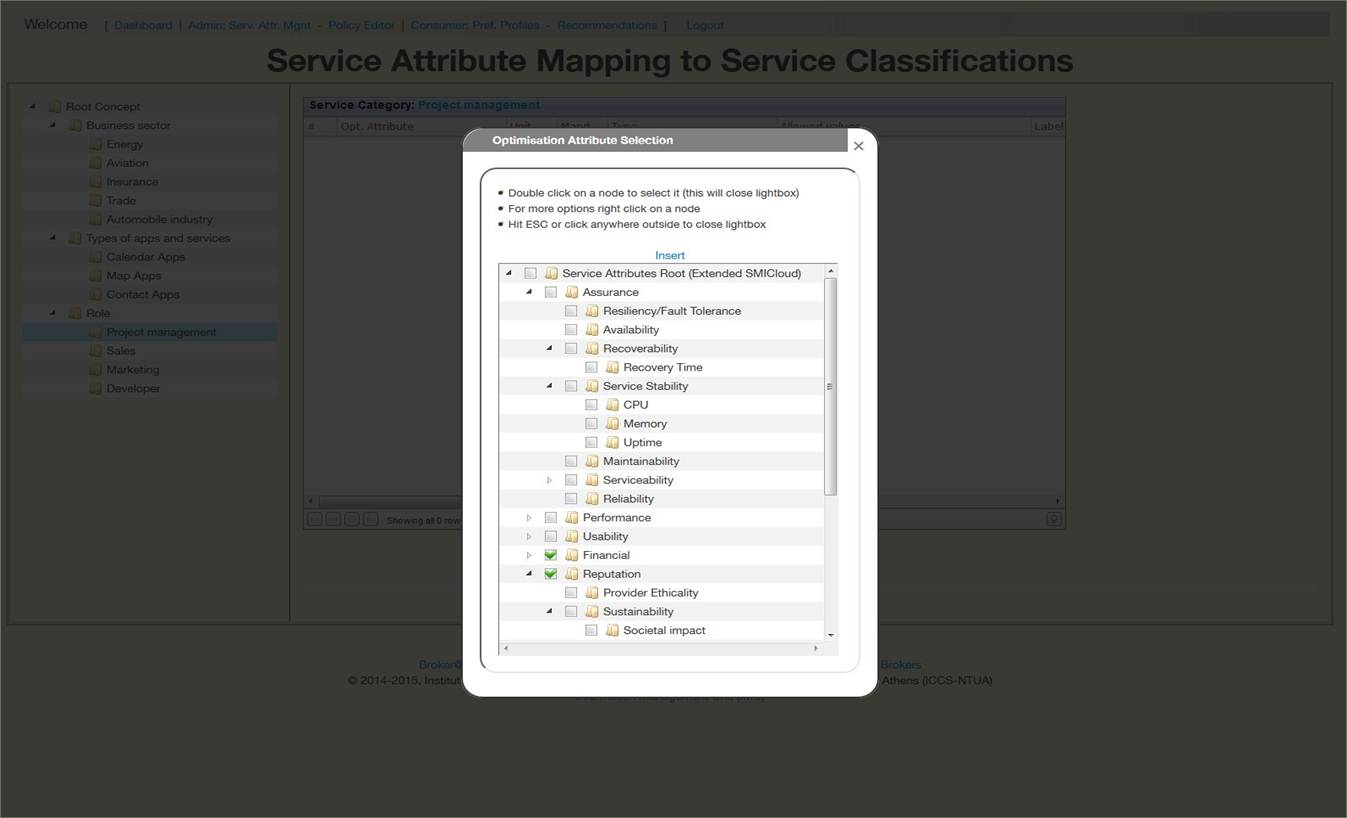 Welcome [ Dashboard | Admin: Serv. Attr. Mgnt - Policy Editor | Consumer: Pref. Profiles - Recommendations ] Logout
Service Attribute Mapping to Service Classifications
Root Concept
Business sector
Energy
Aviation
Insurance
Trade
Automobile industry
Types of apps and services
Calendar Apps
Map Apps
Contact Apps
Role
Project management
Sales
Marketing
Developer
Service Category: Project management
# Opt. Attribute Unit Mand. Type Allowed values Label
Showing all 0 row
Optimisation Attribute Selection
Double click on a node to select it (this will close lightbox)
For more options right click on a node
Hit ESC or click anywhere outside to close lightbox
Insert
Service Attributes Root (Extended SMICloud)
Assurance
Resiliency/Fault Tolerance
Availability
Recoverability
Recovery Time
Service Stability
CPU
Memory
Uptime
Maintainability
Serviceability
Reliability
Performance
Usability
Financial
Reputation
Provider Ethicality
Sustainability
Societal impact
Broker@ Brokers
© 2014-2015, Institut Athens (ICCS-NTUA)